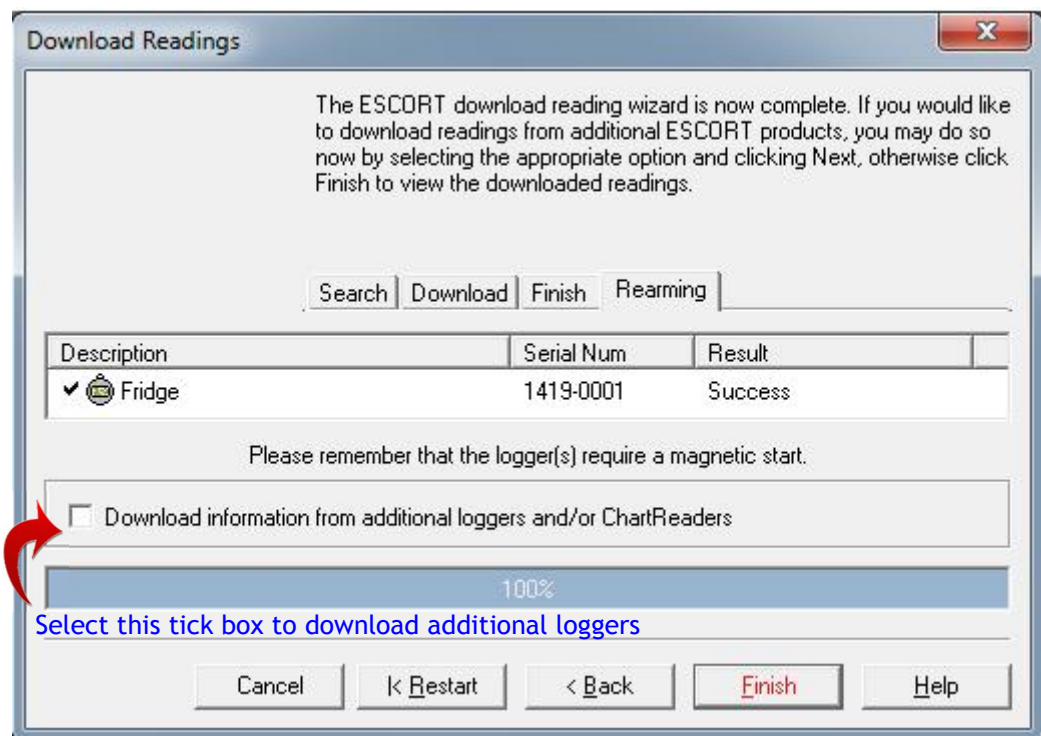 Download Readings
The ESCORT download reading wizard is now complete. If you would like
to download readings from additional ESCORT products, you may do so
now by selecting the appropriate option and clicking Next, otherwise click
Finish to view the downloaded readings.
Search Download Finish Rearming
Description Serial Num Result
Fridge 1419-0001 Success
Please remember that the logger(s) require a magnetic start.
Download information from additional loggers and/or ChartReaders
100%
Select this tick box to download additional loggers
Cancel |< Restart < Back Finish Help